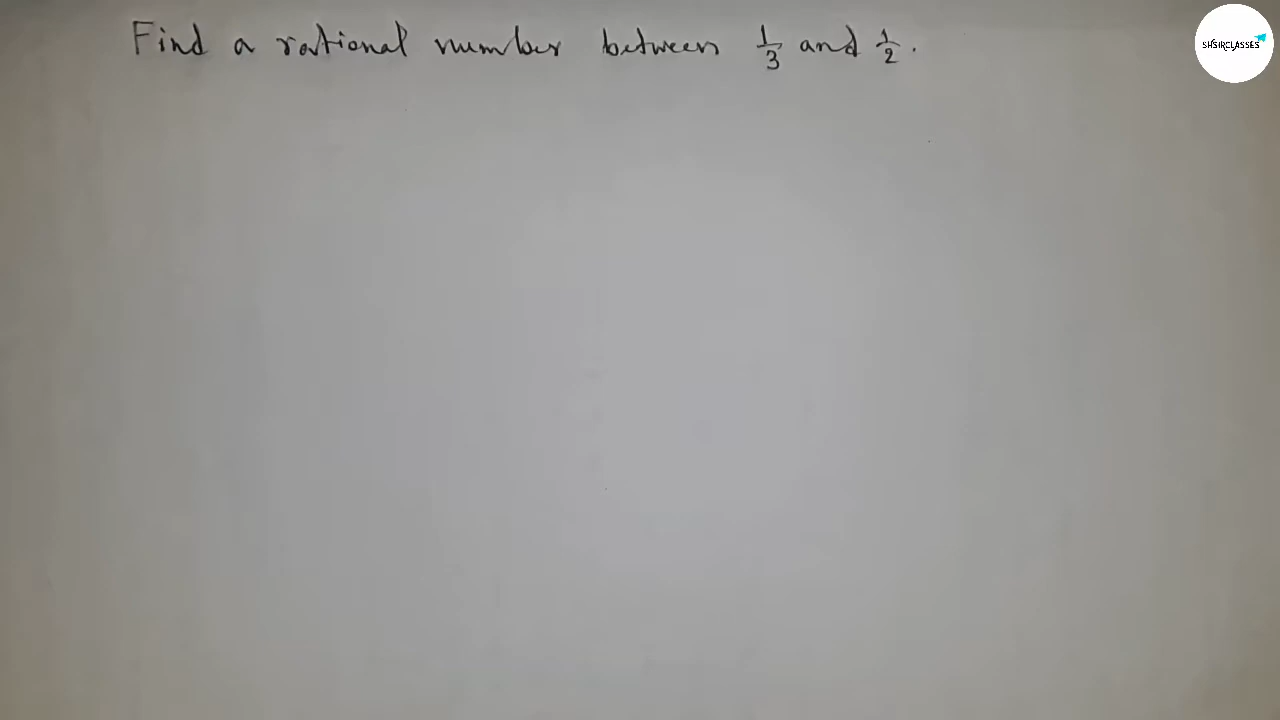 Find a rational number between 1/3 and 1/2.
SHSIRCLASSES